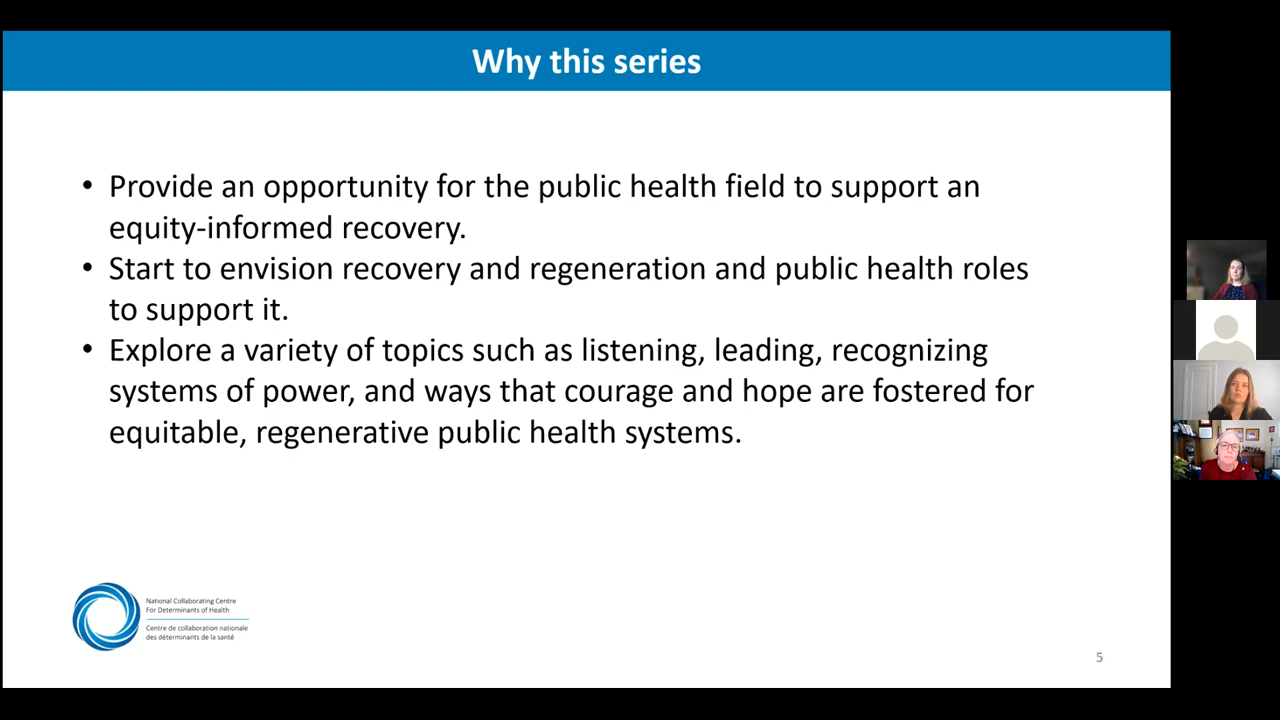 Why this series
• Provide an opportunity for the public health field to support an
equity-informed recovery.
• Start to envision recovery and regeneration and public health roles
to support it.
• Explore a variety of topics such as listening, leading, recognizing
systems of power, and ways that courage and hope are fostered for
equitable, regenerative public health systems.
National Collaborating Centre
For Determinants of Health
Centre de collaboration nationale
des déterminants de la santé
5